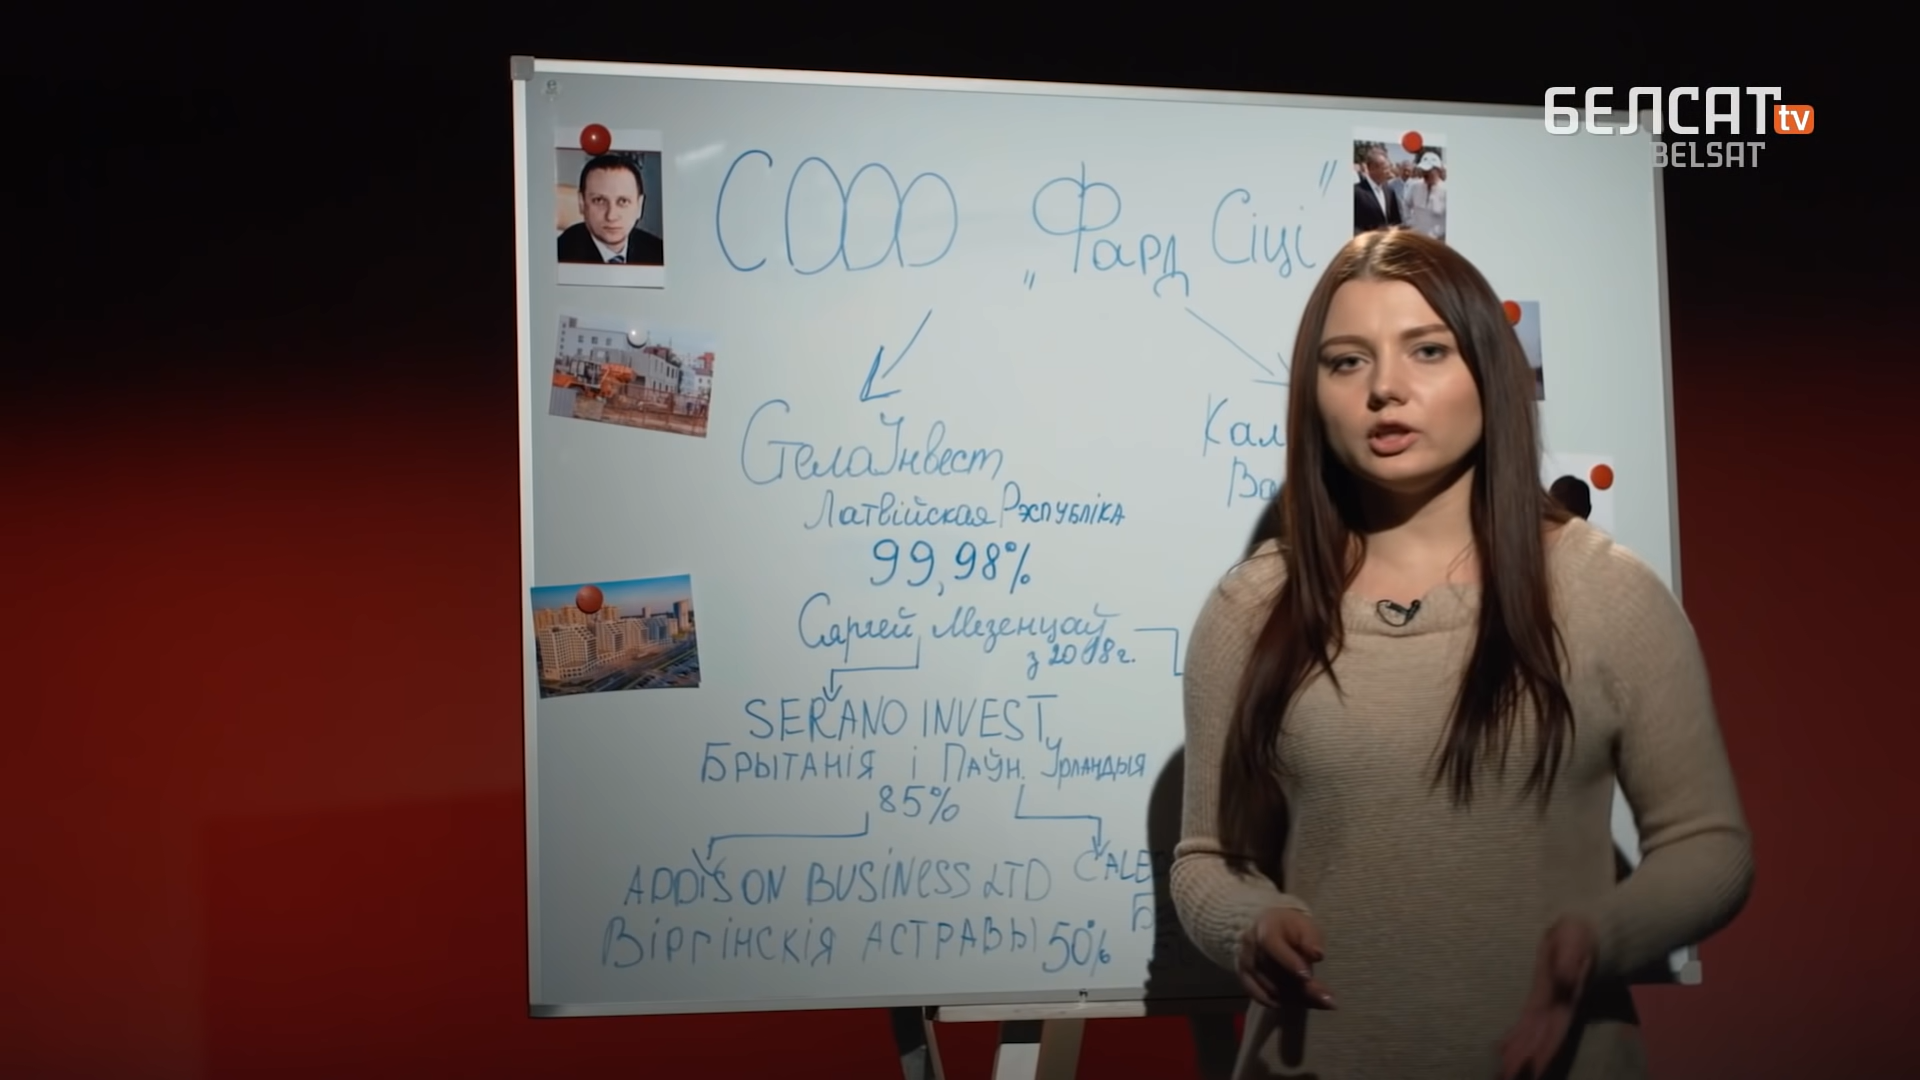 БЕЛСАТ tv
BELSAT
СООО „Фард Сіці"
СтелаІнвест
Латвійская Рэспубліка
99,98%
Сяргей Мезенцаў
з 2018г.
SERANO INVEST
БРЫТАНІЯ і ПАЎН. ІРЛАНДЫЯ
85%
ADDISON BUSINESS LTD
ВІРГІНСКІЯ АСТРАВЫ 50%